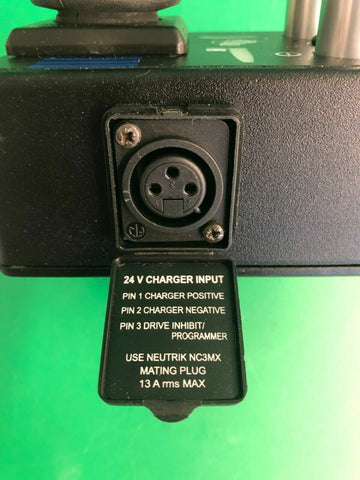 24 V CHARGER INPUT
PIN 1 CHARGER POSITIVE
PIN 2 CHARGER NEGATIVE
PIN 3 DRIVE INHIBIT/
PROGRAMMER
USE NEUTRIK NC3MX
MATING PLUG
13 A rms MAX